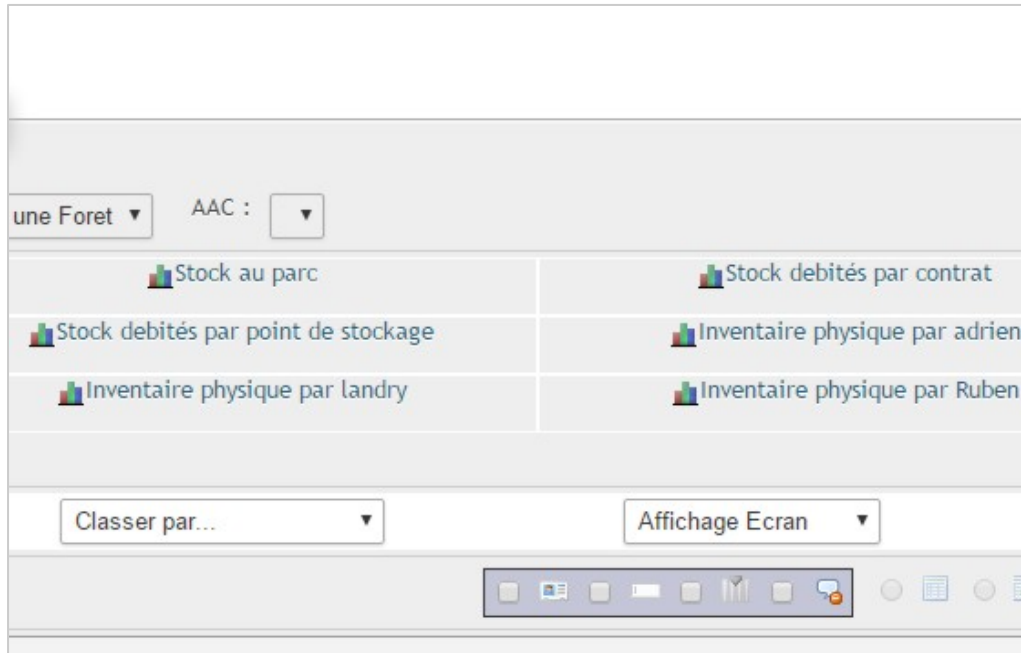 une Foret
AAC :
Stock au parc
Stock debités par contrat
Stock debités par point de stockage
Inventaire physique par adrien
Inventaire physique par landry
Inventaire physique par Ruben
Classer par...
Affichage Ecran